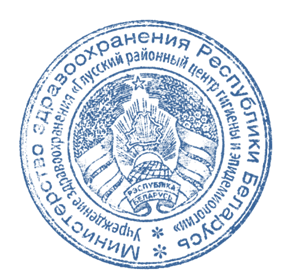 Министерство здравоохранения Республики Беларусь
Учреждение здравоохранения «Глусский районный центр гигиены и эпидемиологии»
РЭСПУБЛІКА
БЕЛАРУСЬ